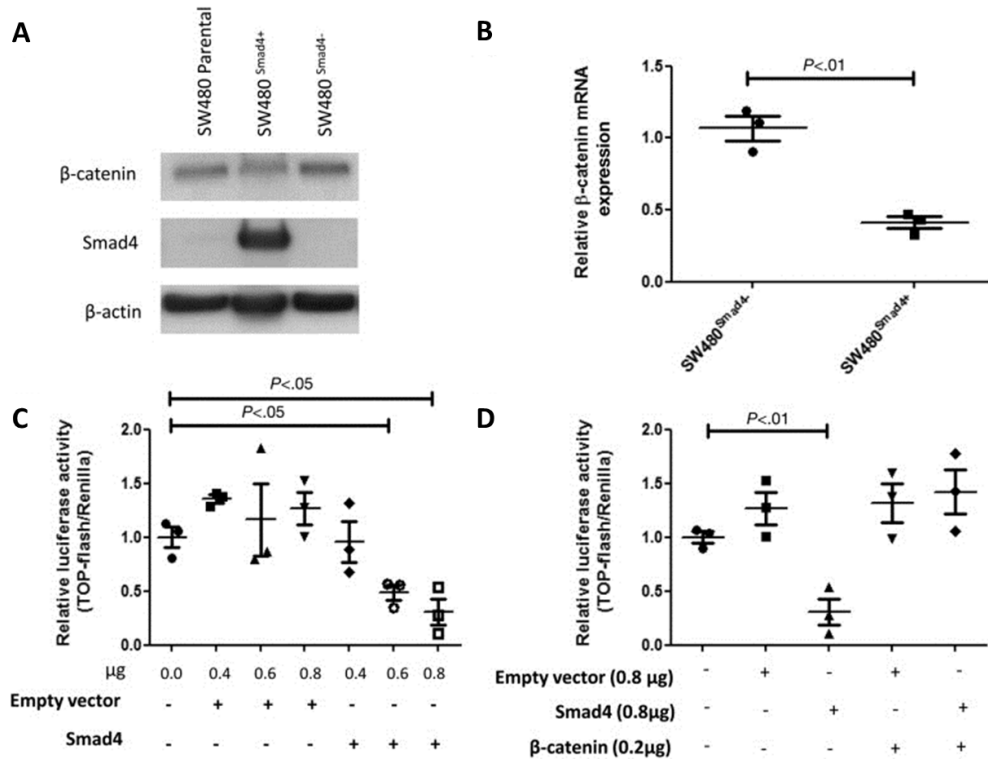 A
SW480 Parental
SW480 Smad4+
SW480 Smad4-
β-catenin
Smad4
β-actin
B
P<.01
Relative β-catenin mRNA
expression
1.5
1.0
0.5
0.0
SW480Smad4-
SW480Smad4+
C
P<.05
P<.05
Relative luciferase activity
(TOP-flash/Renilla)
2.0
1.5
1.0
0.5
0.0
μg 0.0 0.4 0.6 0.8 0.4 0.6 0.8
Empty vector - + + + - - -
Smad4 - - - - + + +
D
P<.01
Relative luciferase activity
(TOP-flash/Renilla)
2.0
1.5
1.0
0.5
0.0
Empty vector (0.8 μg) - + - + -
Smad4 (0.8μg) - - + - +
β-catenin (0.2μg) - - - + +